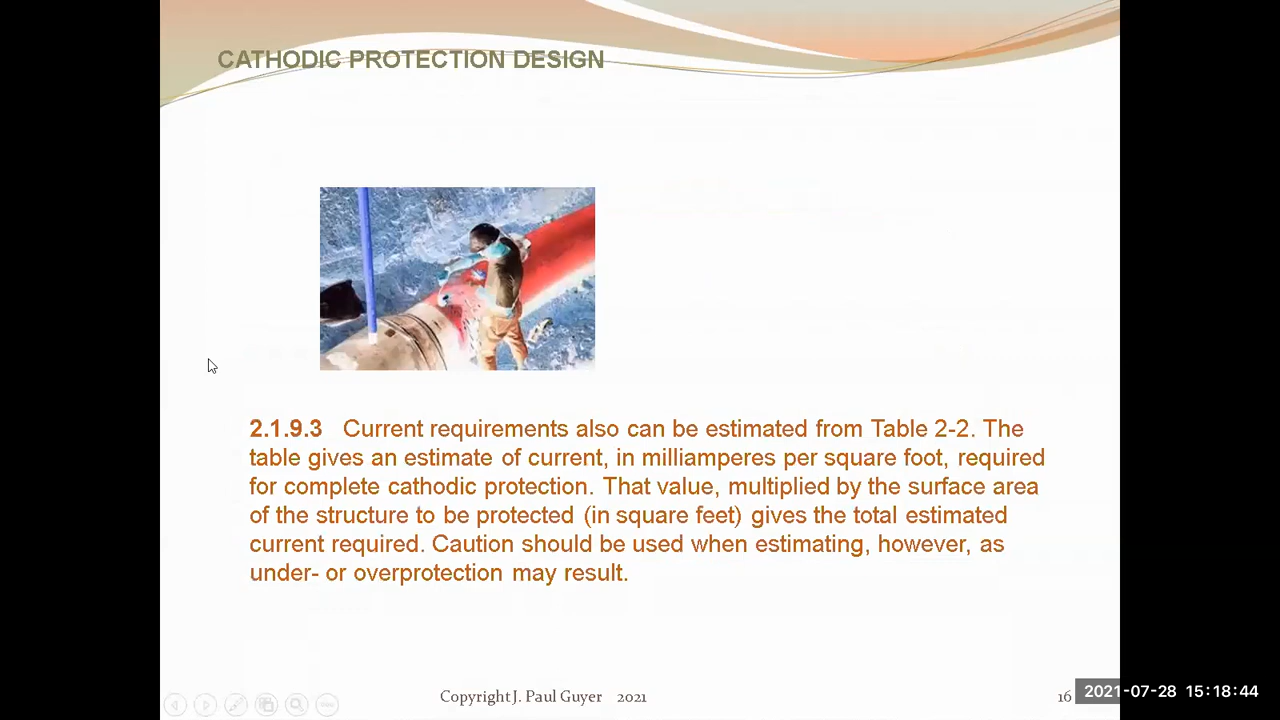 CATHODIC PROTECTION DESIGN
2.1.9.3 Current requirements also can be estimated from Table 2-2. The
table gives an estimate of current, in milliamperes per square foot, required
for complete cathodic protection. That value, multiplied by the surface area
of the structure to be protected (in square feet) gives the total estimated
current required. Caution should be used when estimating, however, as
under- or overprotection may result.
Copyright J. Paul Guyer 2021
16
2021-07-28 15:18:44